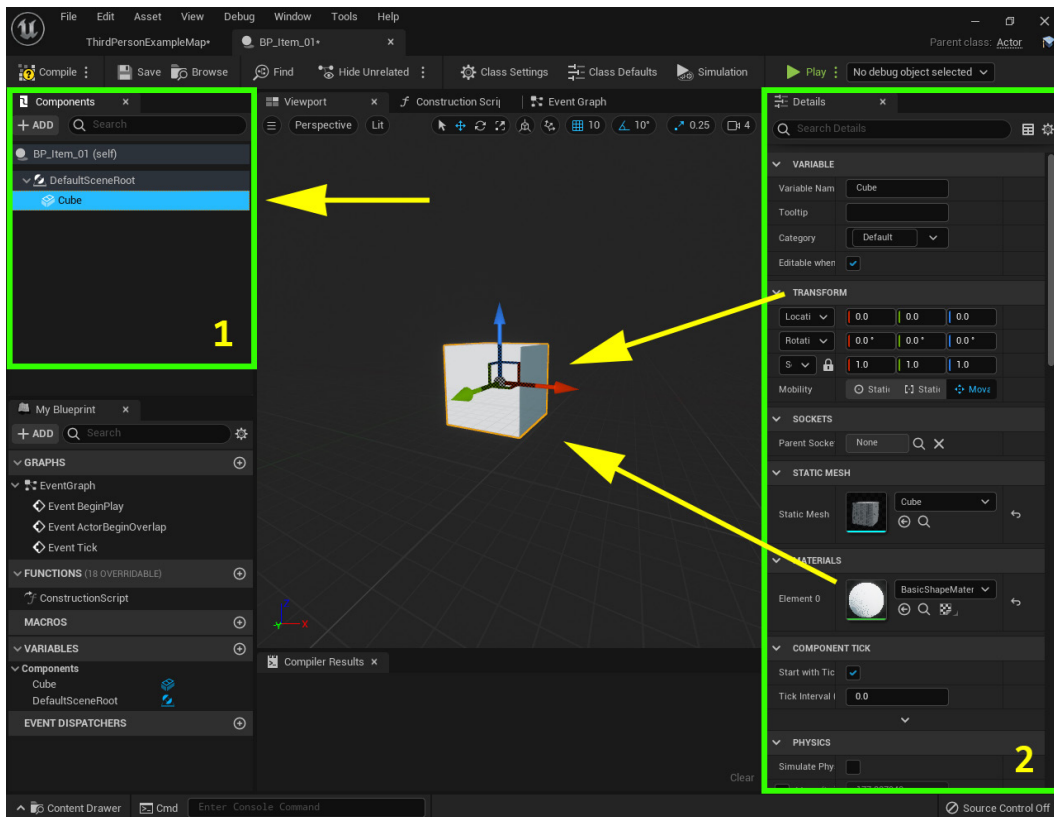 File Edit Asset View Debug Window Tools Help
ThirdPersonExampleMap* BP_Item_01* Parent class: Actor
Compile Save Browse Find Hide Unrelated Class Settings Class Defaults Simulation Play No debug object selected
Components
+ ADD Search
BP_Item_01 (self)
DefaultSceneRoot
Cube
1
My Blueprint
+ ADD Search
GRAPHS
EventGraph
Event BeginPlay
Event ActorBeginOverlap
Event Tick
FUNCTIONS (18 OVERRIDABLE)
ConstructionScript
MACROS
VARIABLES
Components
Cube
DefaultSceneRoot
EVENT DISPATCHERS
Viewport Construction Scrij Event Graph
Perspective Lit 10 10° 0.25 4
Z
Y X
Compiler Results
Clear
Details
Search Details
VARIABLE
Variable Nam Cube
Tooltip
Category Default
Editable when
TRANSFORM
Locati 0.0 0.0 0.0
Rotati 0.0 ° 0.0 ° 0.0 °
S 1.0 1.0 1.0
Mobility Static Static Mova
SOCKETS
Parent Socke None
STATIC MESH
Static Mesh Cube
MATERIALS
Element 0 BasicShapeMater
COMPONENT TICK
Start with Tic
Tick Interval ( 0.0
PHYSICS
Simulate Phy
2
Content Drawer Cmd Enter Console Command Source Control Off